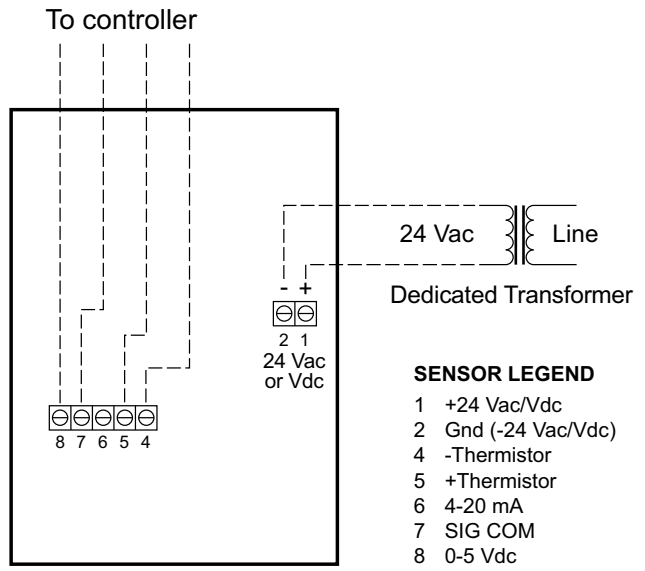 To controller
24 Vac
Line
Dedicated Transformer
- +
2 1
24 Vac
or Vdc
8 7 6 5 4
SENSOR LEGEND
1 +24 Vac/Vdc
2 Gnd (-24 Vac/Vdc)
4 -Thermistor
5 +Thermistor
6 4-20 mA
7 SIG COM
8 0-5 Vdc